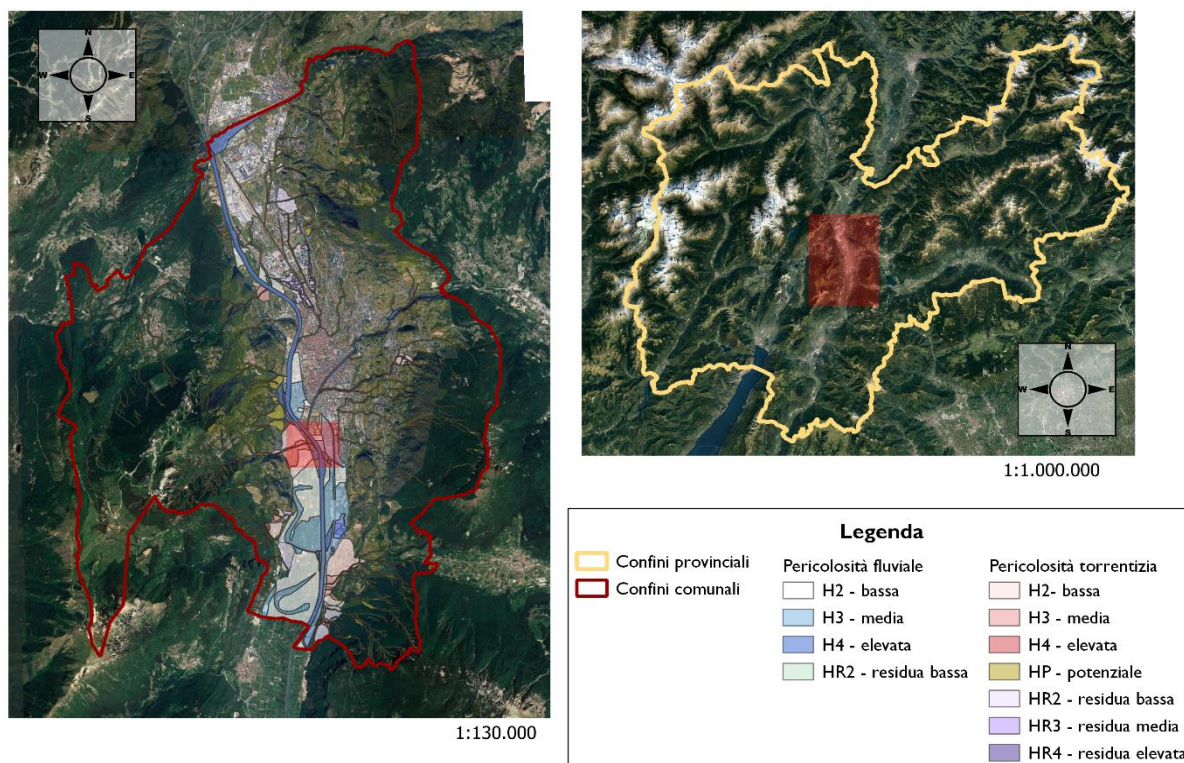 N
W E
S
1:130.000
N
W E
S
1:1.000.000
Legenda
Confini provinciali
Confini comunali
Pericolosità fluviale
H2 - bassa
H3 - media
H4 - elevata
HR2 - residua bassa
Pericolosità torrentizia
H2- bassa
H3 - media
H4 - elevata
HP - potenziale
HR2 - residua bassa
HR3 - residua media
HR4 - residua elevata